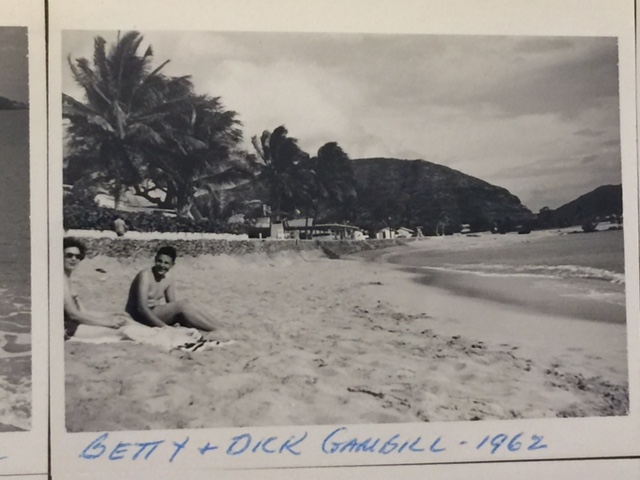 BETTY + DICK GAMBILL - 1962